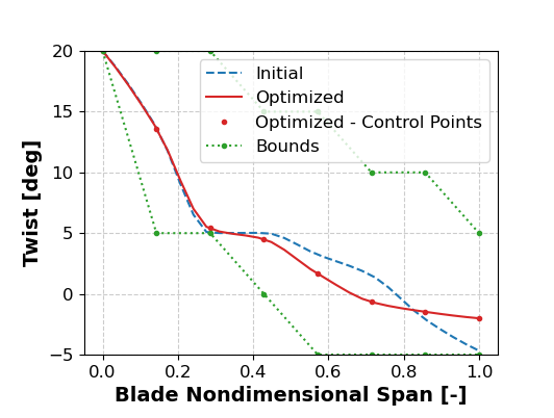 20
15
10
5
0
−5
Twist [deg]
Initial
Optimized
Optimized - Control Points
Bounds
0.0 0.2 0.4 0.6 0.8 1.0
Blade Nondimensional Span [-]